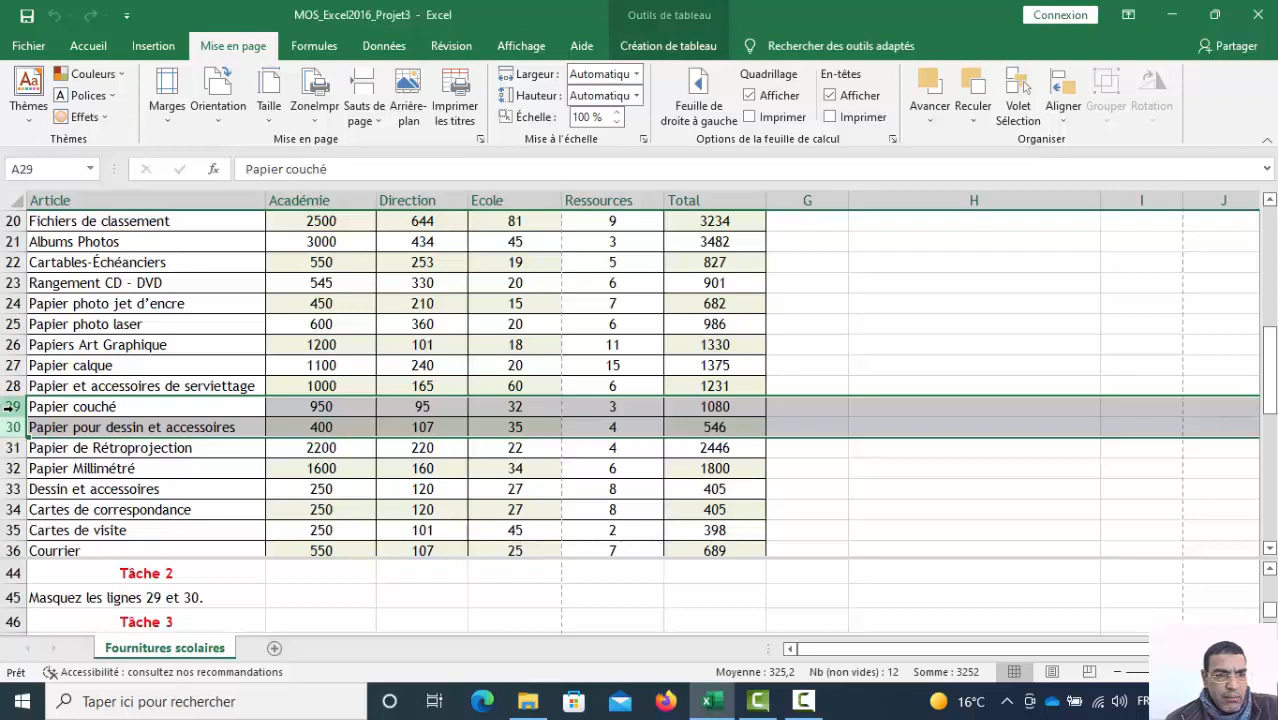 MOS_Excel2016_Projet3 - Excel
Outils de tableau
Connexion
Fichier Accueil Insertion Mise en page Formules Données Révision Affichage Aide Création de tableau Rechercher des outils adaptés Partager
Thèmes
Couleurs
Polices
Effets
Marges
Orientation
Taille
ZoneImpr
Sauts de page
Arrière-plan
Imprimer les titres
Largeur: Automatiqu
Hauteur: Automatiqu
Échelle : 100 %
Feuille de droite à gauche
Quadrillage
Afficher
Imprimer
En-têtes
Afficher
Imprimer
Avancer
Reculer
Volet Sélection
Aligner
Grouper
Rotation
Thèmes Mise en page Mise à l'échelle Options de la feuille de calcul Organiser
A29 fx Papier couché
Article Académie Direction Ecole Ressources Total G H I J
20 Fichiers de classement 2500 644 81 9 3234
21 Albums Photos 3000 434 45 3 3482
22 Cartables-Échéanciers 550 253 19 5 827
23 Rangement CD - DVD 545 330 20 6 901
24 Papier photo jet d’encre 450 210 15 7 682
25 Papier photo laser 600 360 20 6 986
26 Papiers Art Graphique 1200 101 18 11 1330
27 Papier calque 1100 240 20 15 1375
28 Papier et accessoires de serviettage 1000 165 60 6 1231
29 Papier couché 950 95 32 3 1080
30 Papier pour dessin et accessoires 400 107 35 4 546
31 Papier de Rétroprojection 2200 220 22 4 2446
32 Papier Millimétré 1600 160 34 6 1800
33 Dessin et accessoires 250 120 27 8 405
34 Cartes de correspondance 250 120 27 8 405
35 Cartes de visite 250 101 45 2 398
36 Courrier 550 107 25 7 689
44 Tâche 2
45 Masquez les lignes 29 et 30.
46 Tâche 3
Fournitures scolaires
Prêt Accessibilité : consultez nos recommandations Moyenne : 325,2 Nb (non vides) : 12 Somme : 3252
Taper ici pour rechercher 16°C